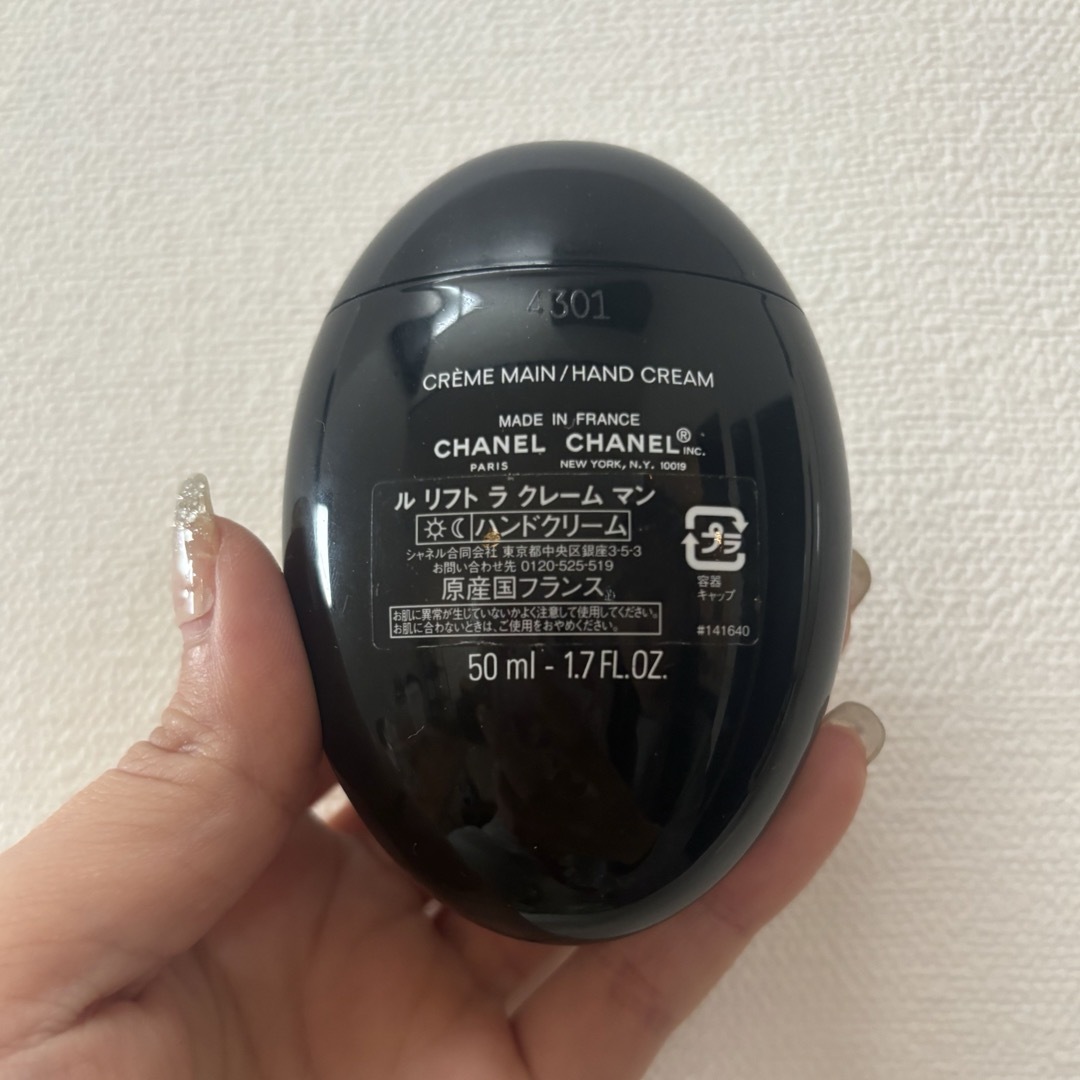 4301
CRÈME MAIN/HAND CREAM
MADE IN FRANCE
CHANEL CHANEL® INC.
PARIS NEW YORK, N.Y. 10019
ル リフト ラ クレーム マン
ハンドクリーム
シャネル合同会社 東京都中央区銀座3-5-3
お問い合わせ先 0120-525-519
原産国フランス
プラ
容器
キャップ
お肌に異常が生じていないかよく注意して使用してください。
お肌に合わないときは、ご使用をおやめください。
#141640
50 ml - 1.7 FL.OZ.